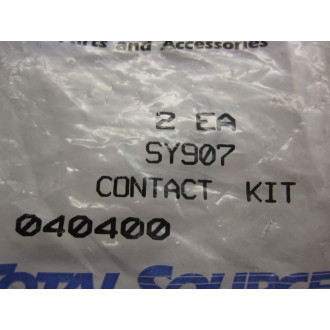 Parts and Accessories
2 EA
SY907
CONTACT KIT
040400
TOTAL SOURCE